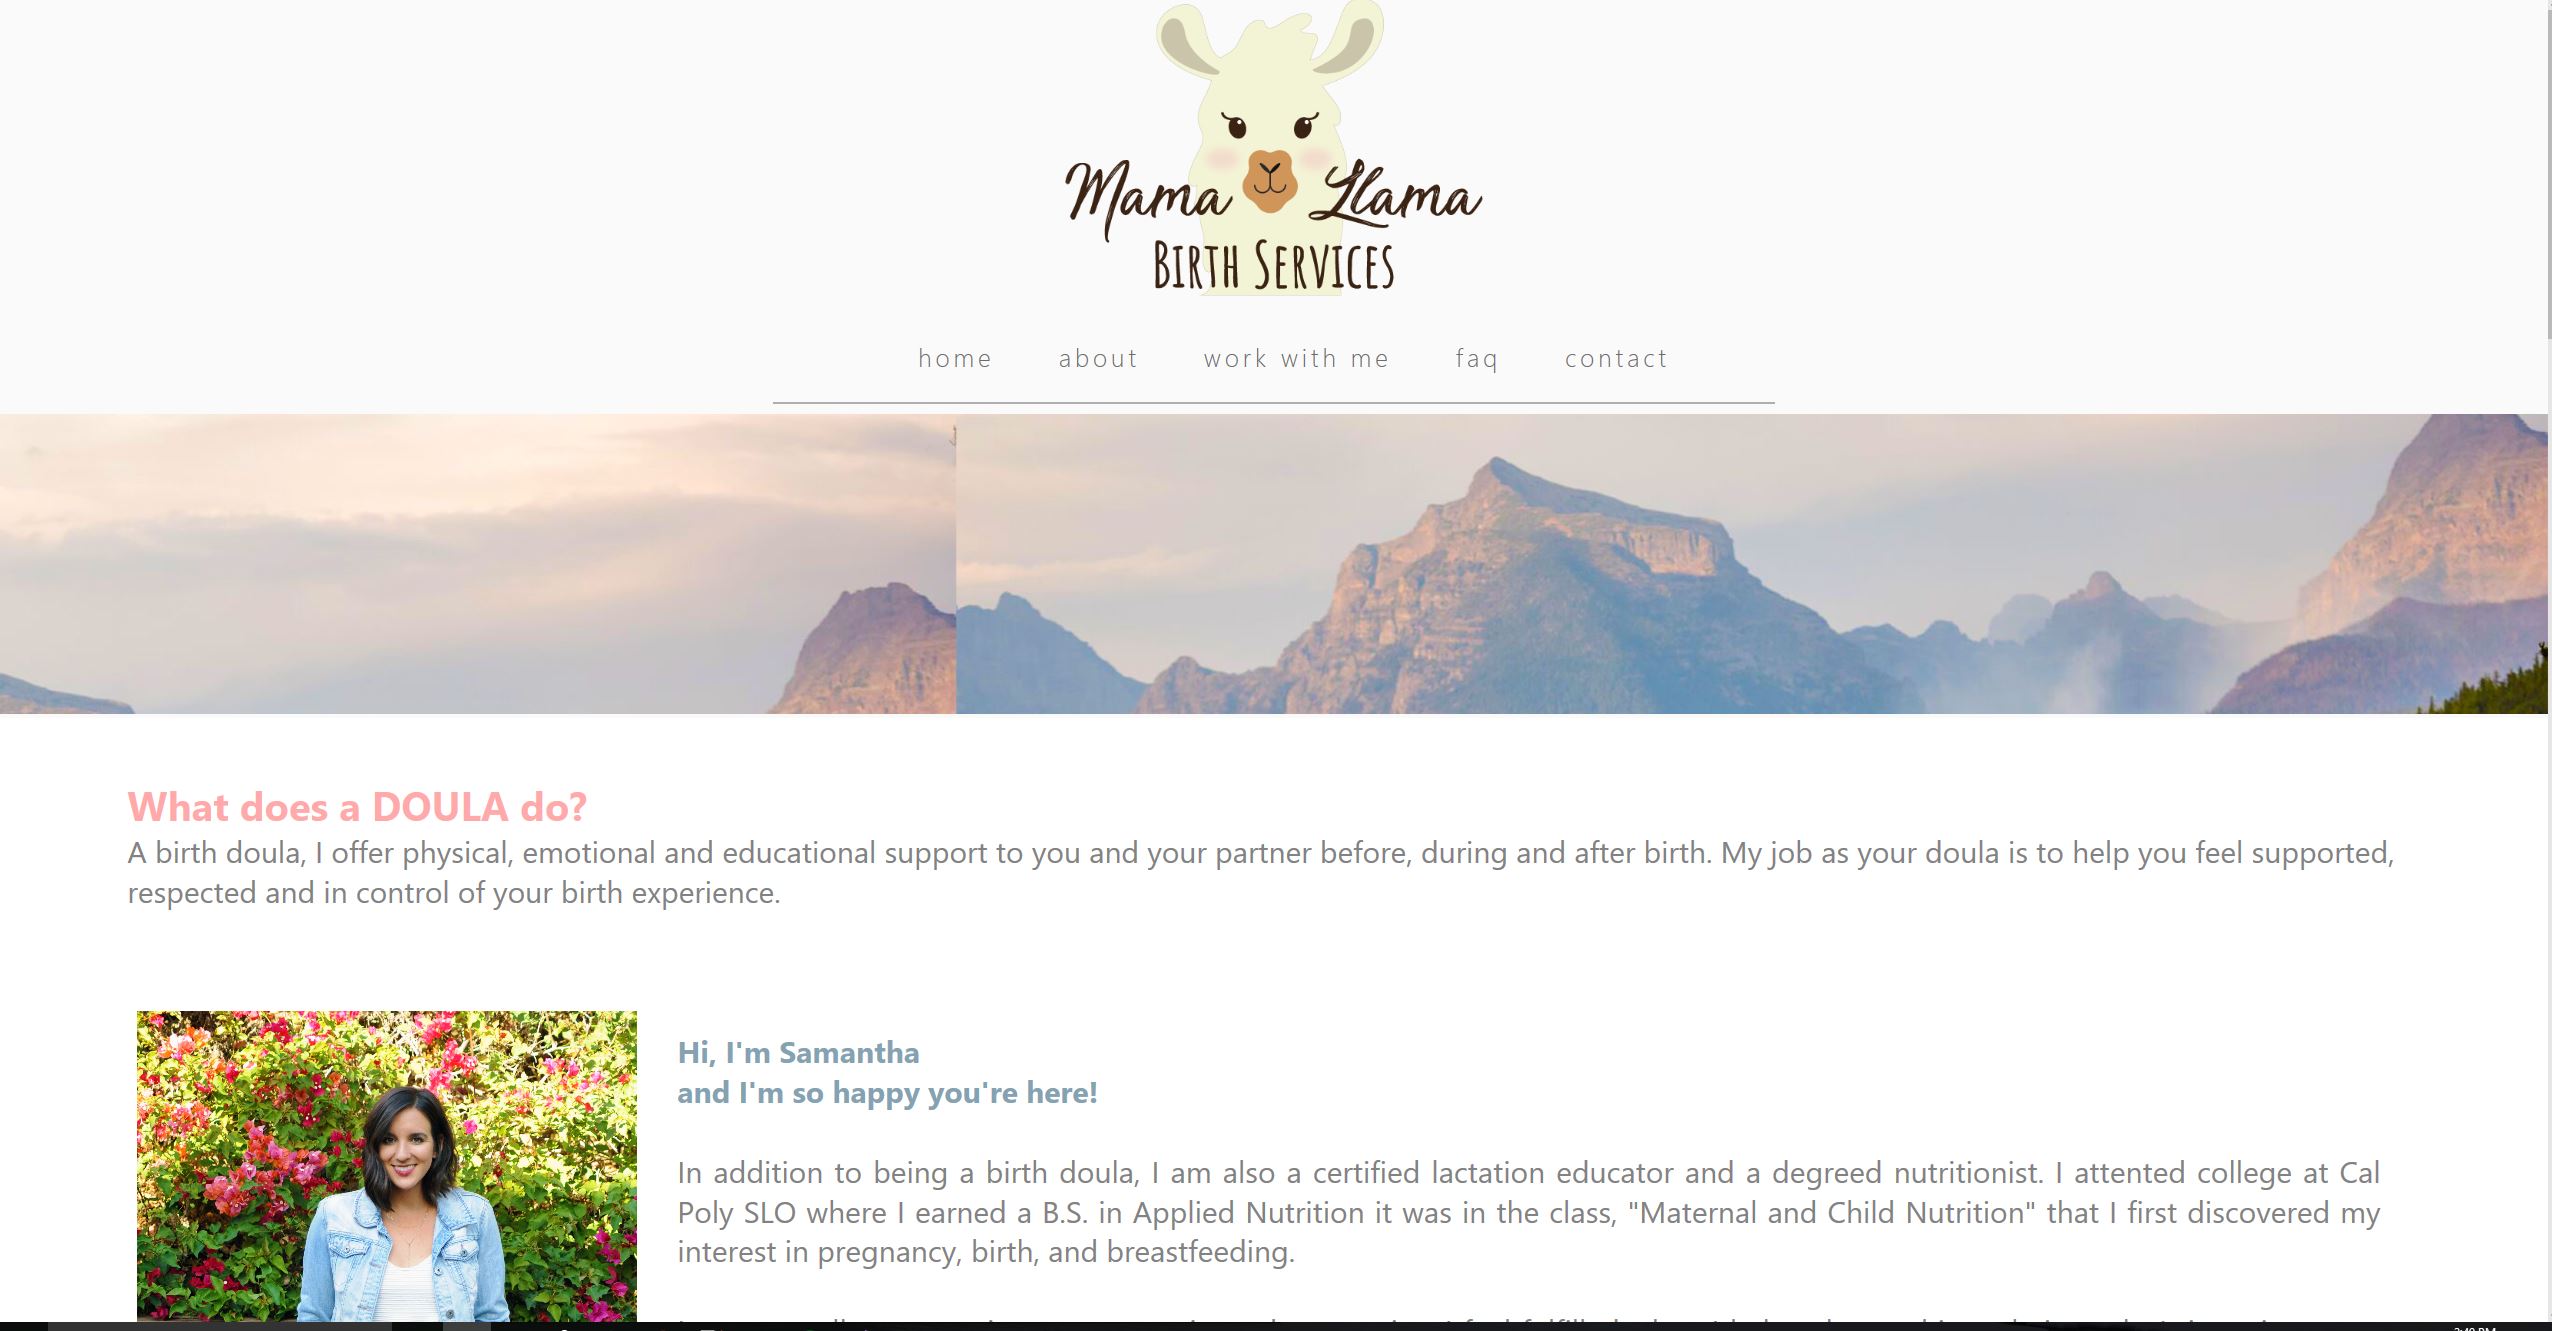 Mama Llama
BIRTH SERVICES
home about work with me faq contact
What does a DOULA do?
A birth doula, I offer physical, emotional and educational support to you and your partner before, during and after birth. My job as your doula is to help you feel supported,
respected and in control of your birth experience.
Hi, I'm Samantha
and I'm so happy you're here!
In addition to being a birth doula, I am also a certified lactation educator and a degreed nutritionist. I attented college at Cal
Poly SLO where I earned a B.S. in Applied Nutrition it was in the class, "Maternal and Child Nutrition" that I first discovered my
interest in pregnancy, birth, and breastfeeding.